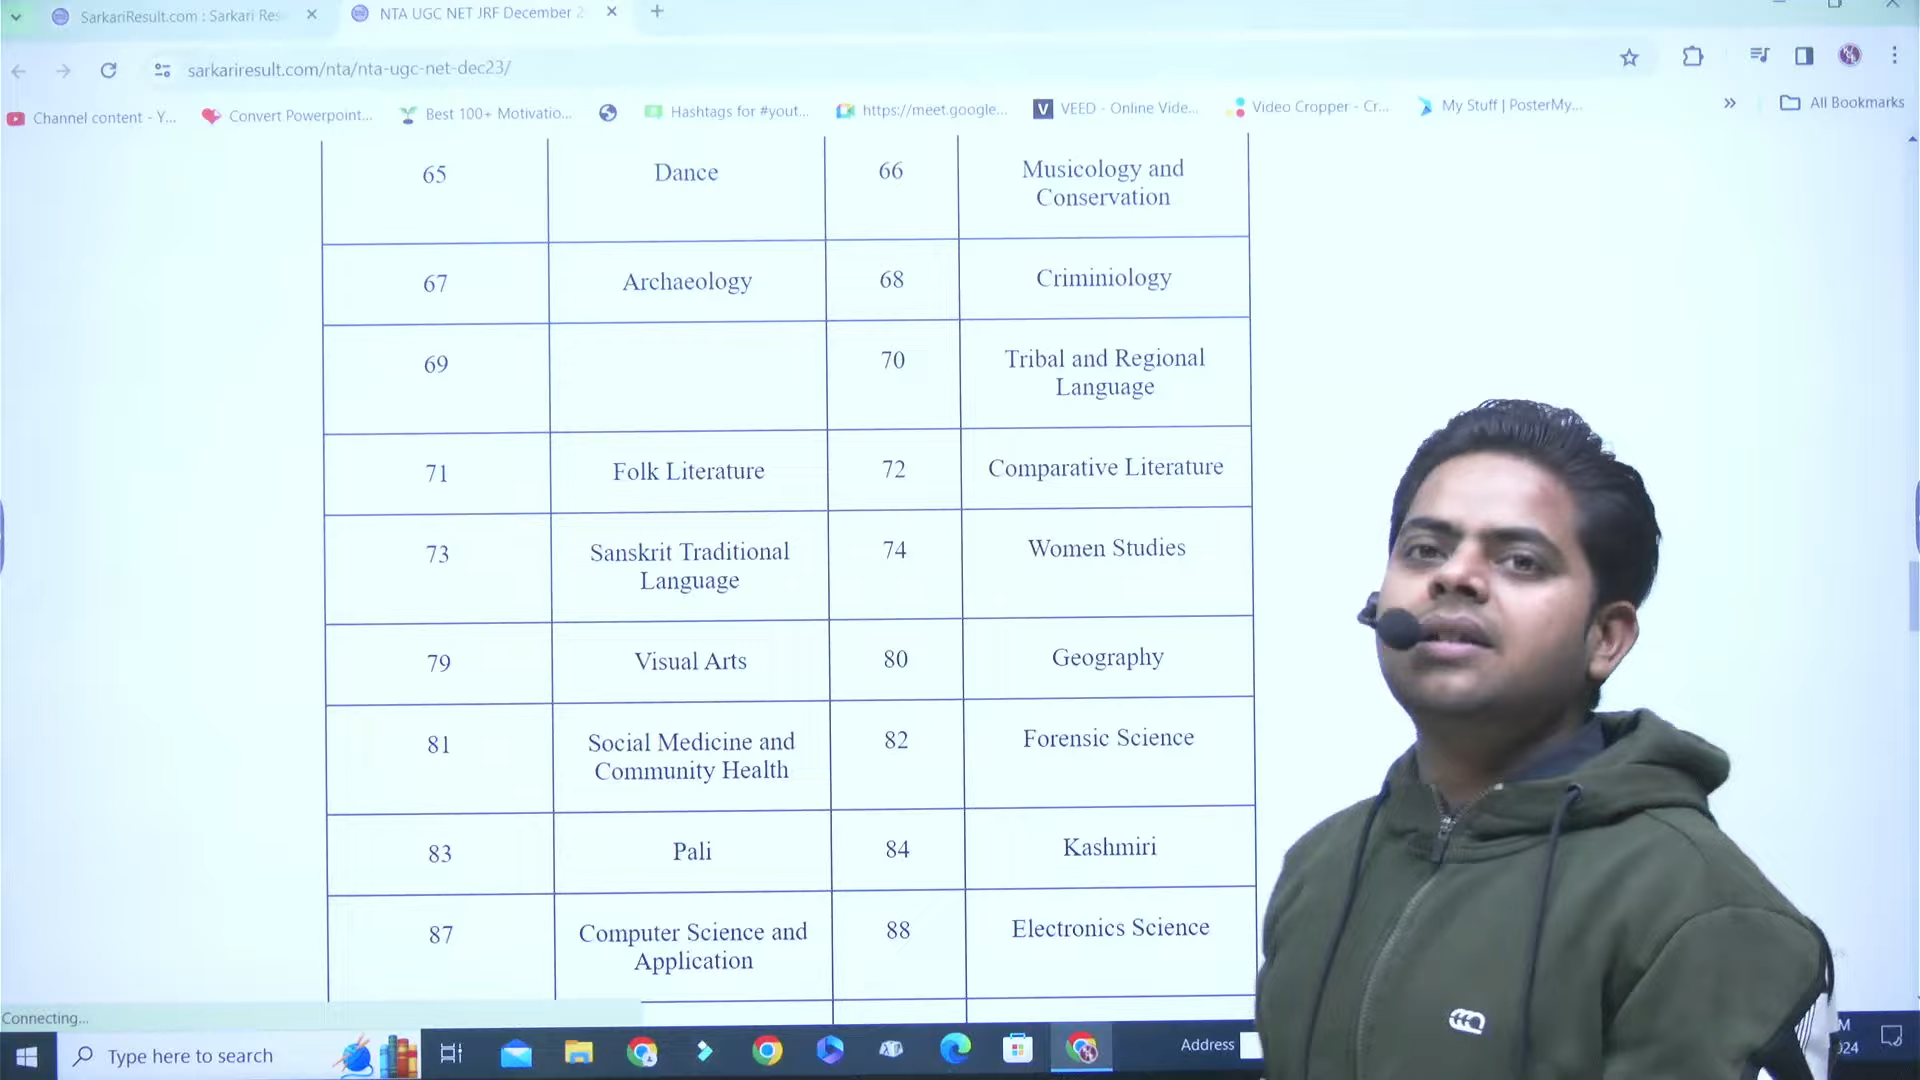 SarkariResult.com : Sarkari Res
NTA UGC NET JRF December 2
sarkariresult.com/nta/nta-ugc-net-dec23/
Channel content - Y...
Convert Powerpoint...
Best 100+ Motivatio...
Hashtags for #yout...
https://meet.google...
V
VEED - Online Vide...
Video Cropper - Cr...
My Stuff | PosterMy...
All Bookmarks
65 Dance 66 Musicology and
Conservation
67 Archaeology 68 Criminiology
69 70 Tribal and Regional
Language
71 Folk Literature 72 Comparative Literature
73 Sanskrit Traditional 74 Women Studies
Language
79 Visual Arts 80 Geography
81 Social Medicine and 82 Forensic Science
Community Health
83 Pali 84 Kashmiri
87 Computer Science and 88 Electronics Science
Application
Connecting...
Type here to search
Address